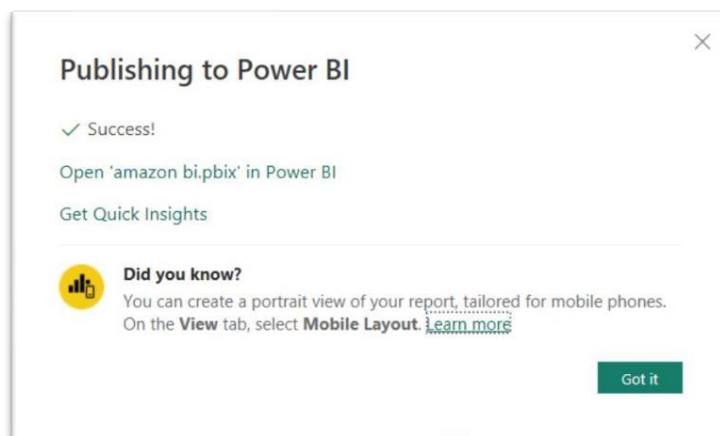 Publishing to Power BI
Success!
Open 'amazon bi.pbix' in Power BI
Get Quick Insights
Did you know?
You can create a portrait view of your report, tailored for mobile phones.
On the View tab, select Mobile Layout. Learn more
Got it